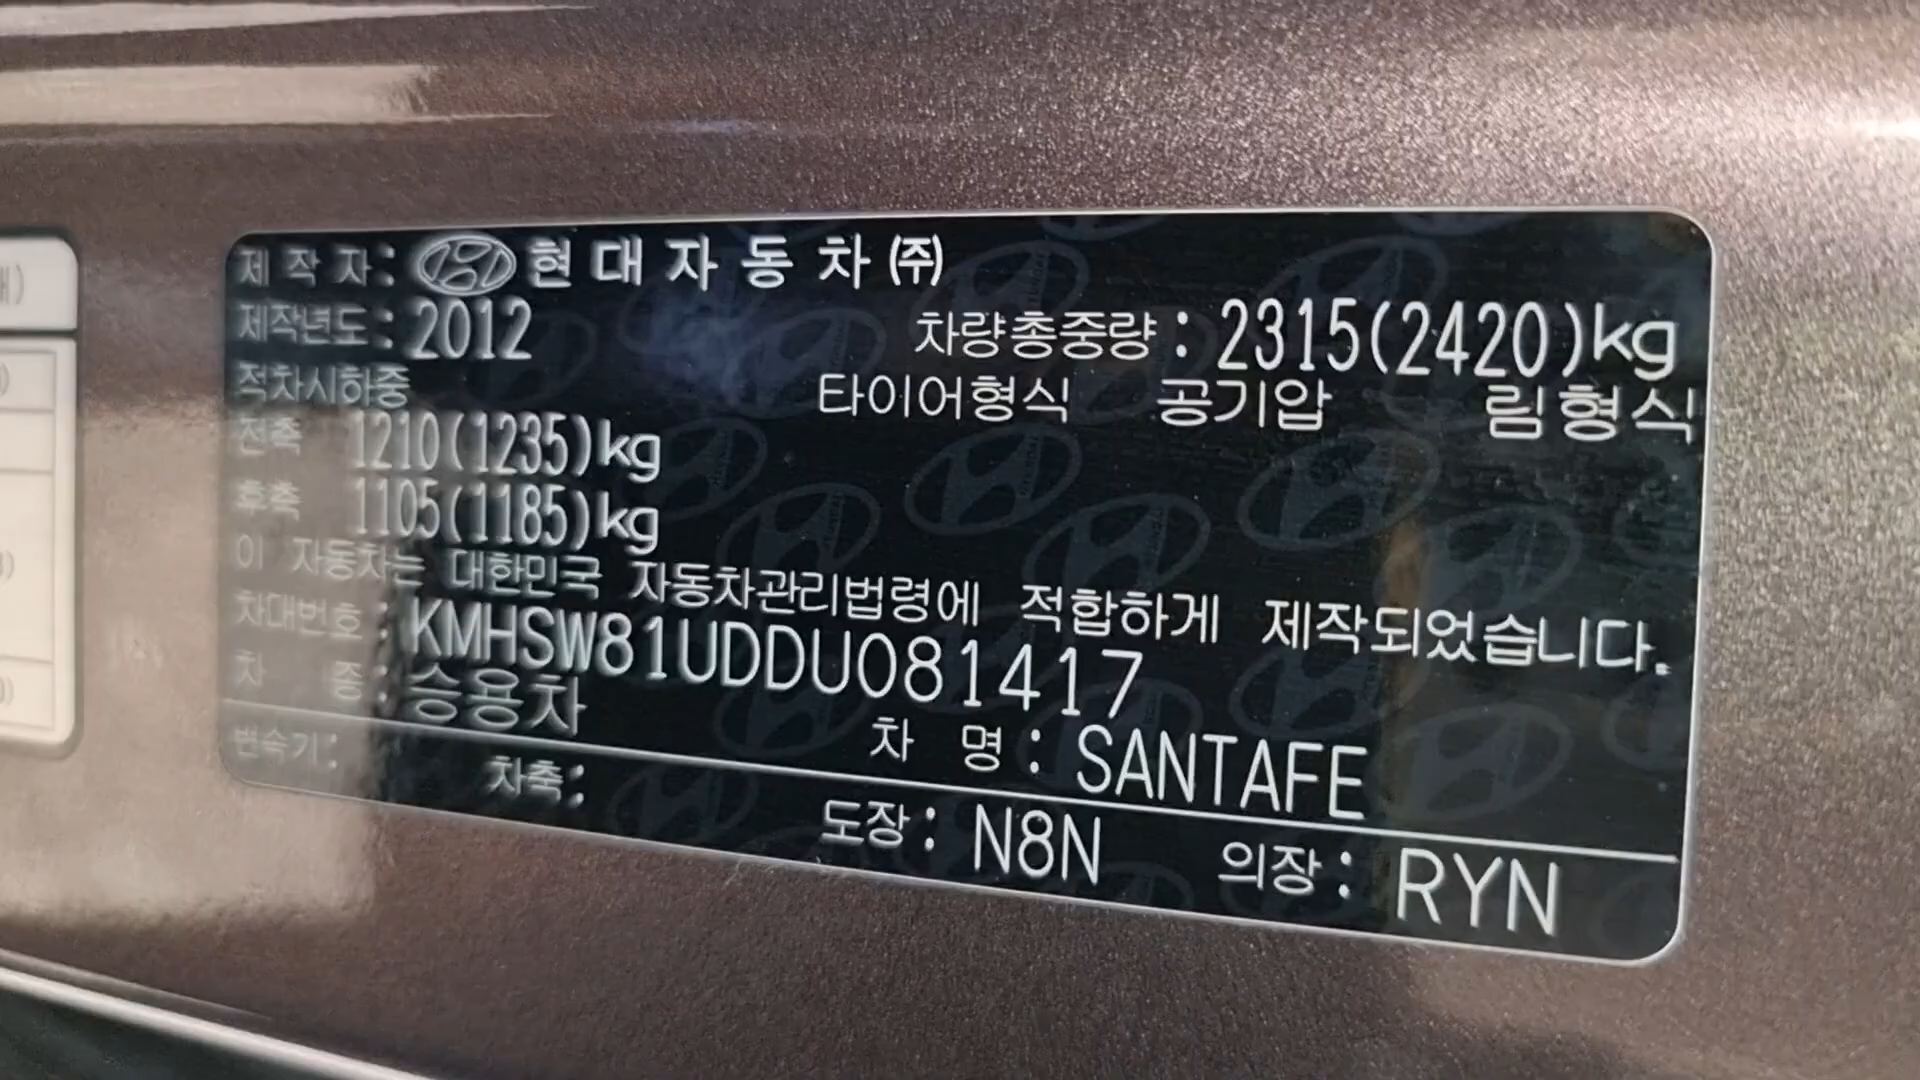 제 작 자 : 현 대 자 동 차 ㈜
제작년도 : 2012 차량총중량 : 2315(2420)kg
적차시하중 타이어형식 공기압 림형식
전축 1210(1235)kg
후축 1105(1185)kg
이 자동차는 대한민국 자동차관리법령에 적합하게 제작되었습니다.
차대번호 : KMHSW81UDDU081417
차 종 : 승용차 차 명 : SANTAFE
변속기 : 차축 : 도장 : N8N 의장 : RYN